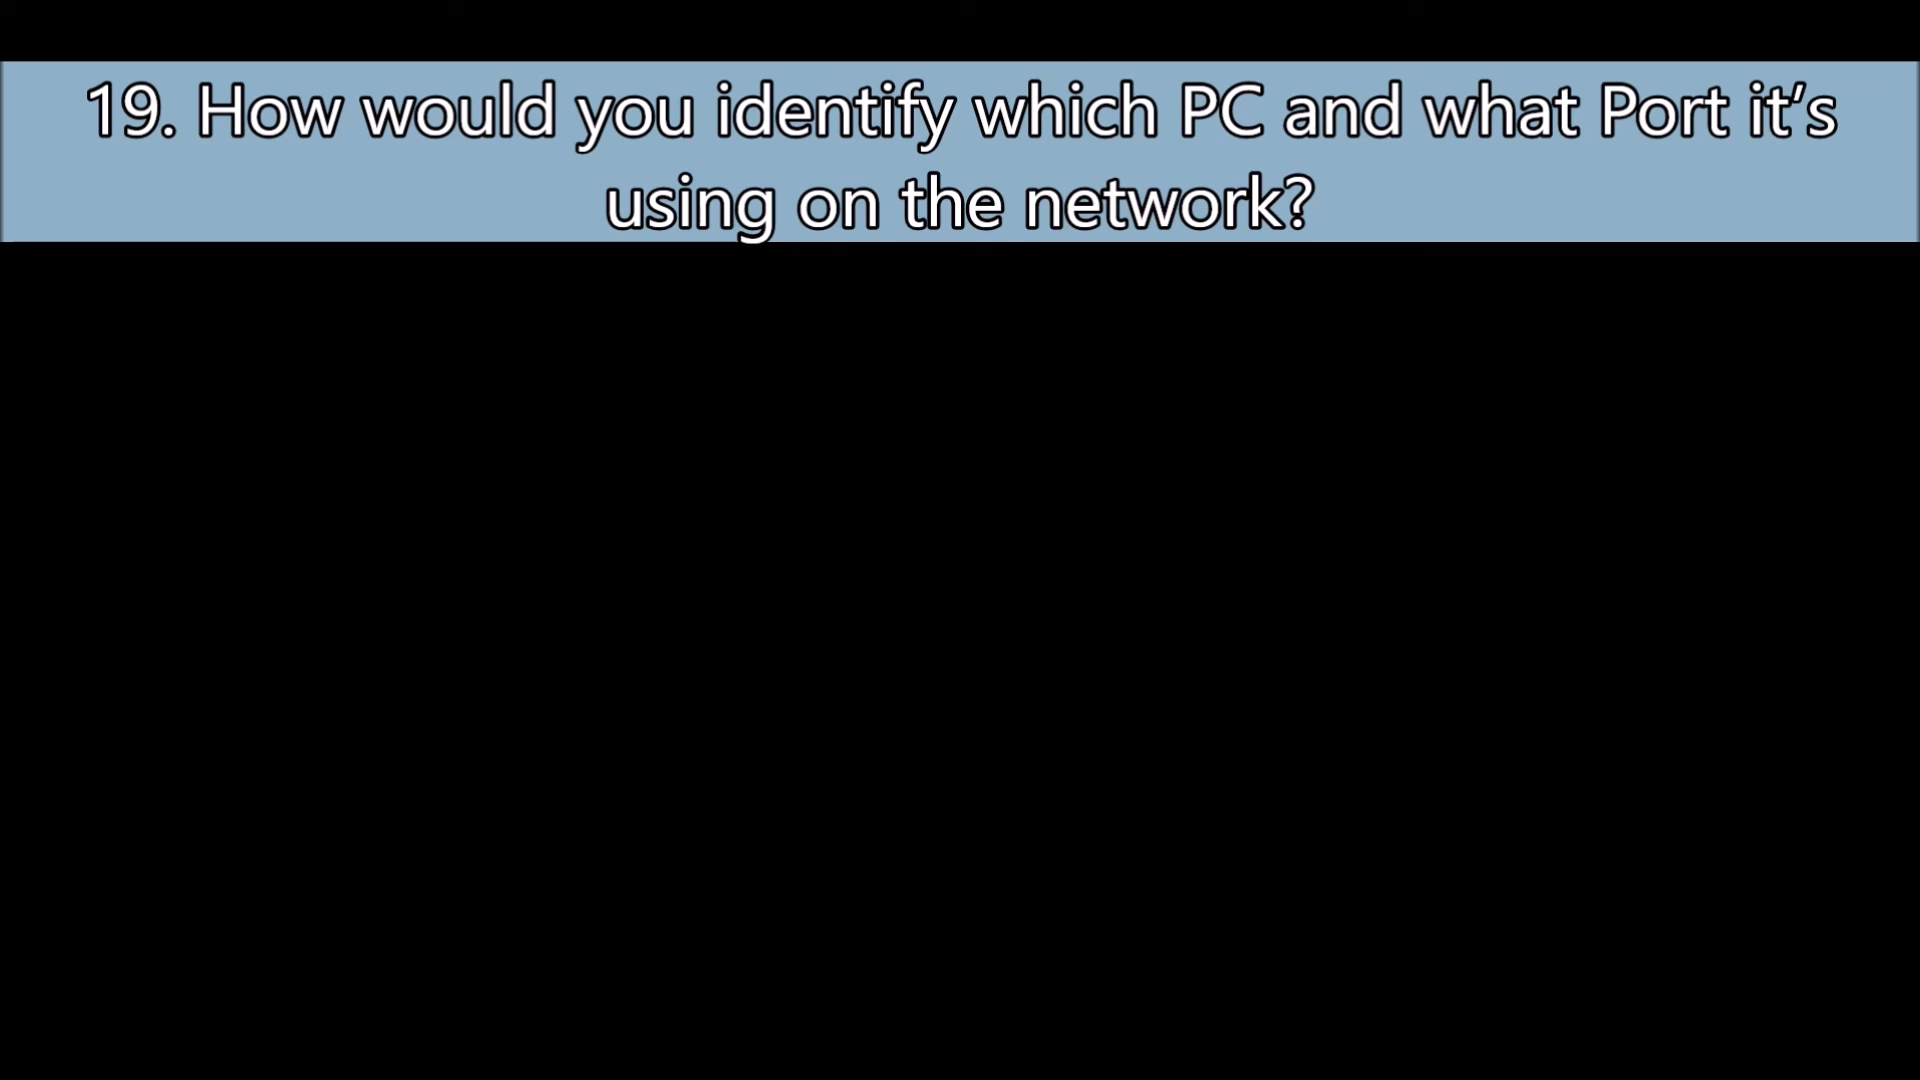 19. How would you identify which PC and what Port it’s
using on the network?